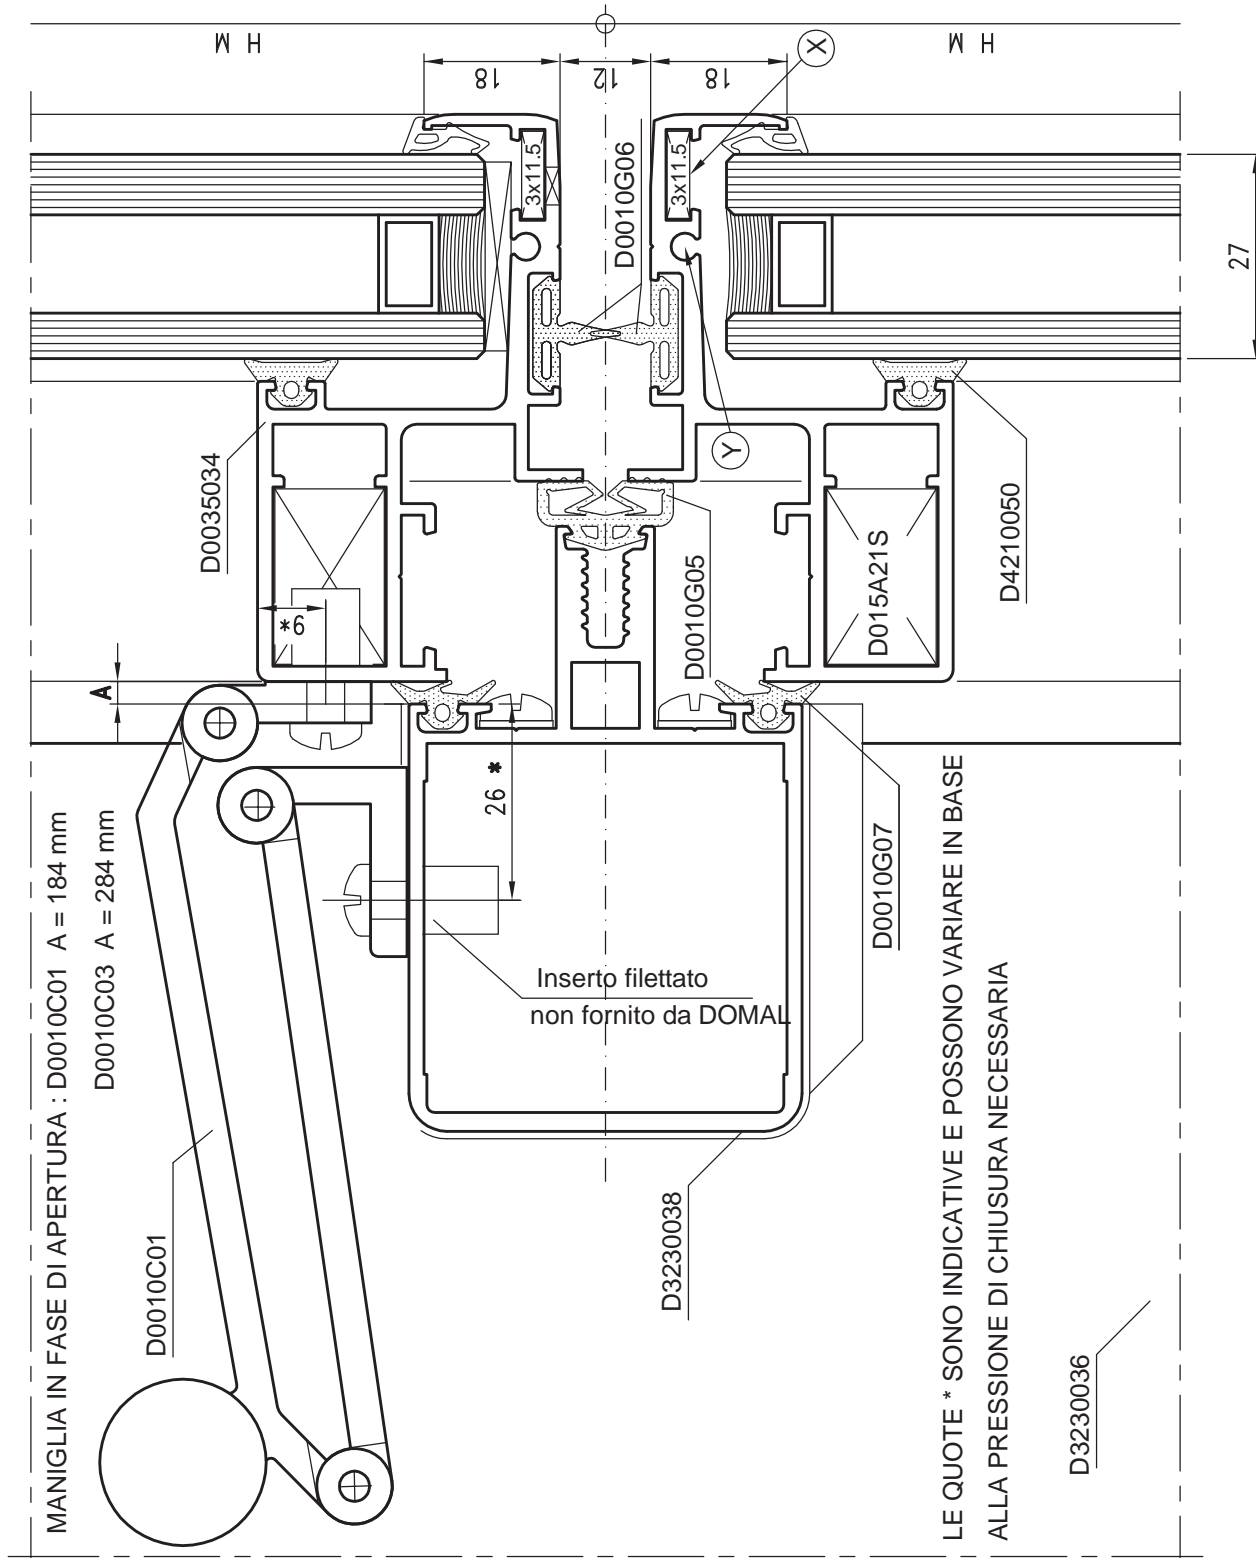 H M
H M
18
12
18
X
3x11.5
3x11.5
D0010G06
27
Y
D0035034
D4210050
D0010G05
D015A21S
*9
A
26 *
MANIGLIA IN FASE DI APERTURA : D0010C01 A = 184 mm
D0010C03 A = 284 mm
D0010G07
Inserto filettato
non fornito da DOMAL
D0010C01
D3230038
LE QUOTE * SONO INDICATIVE E POSSONO VARIARE IN BASE
ALLA PRESSIONE DI CHIUSURA NECESSARIA
D3230036